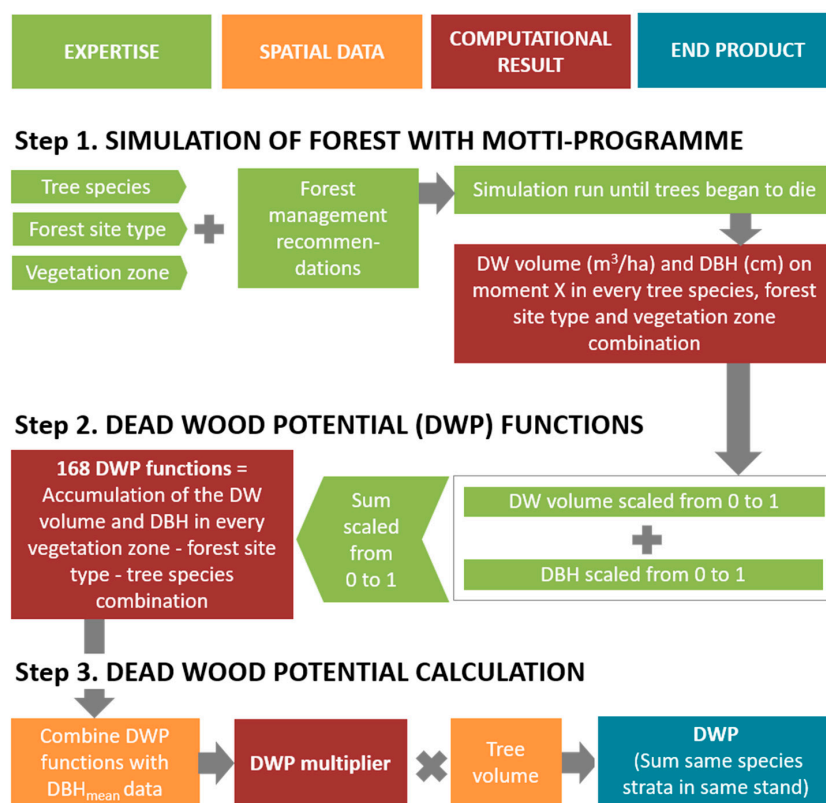 EXPERTISE
SPATIAL DATA
COMPUTATIONAL
RESULT
END PRODUCT
Step 1. SIMULATION OF FOREST WITH MOTTI-PROGRAMME
Tree species
Forest site type
Vegetation zone
Forest
management
recommen-
dations
Simulation run until trees began to die
DW volume (m³/ha) and DBH (cm) on
moment X in every tree species, forest
site type and vegetation zone
combination
Step 2. DEAD WOOD POTENTIAL (DWP) FUNCTIONS
DW volume scaled from 0 to 1
DBH scaled from 0 to 1
Sum
scaled
from
0 to 1
168 DWP functions =
Accumulation of the DW
volume and DBH in every
vegetation zone - forest site
type - tree species
combination
Step 3. DEAD WOOD POTENTIAL CALCULATION
Combine DWP
functions with
DBHmean data
DWP multiplier
Tree
volume
DWP
(Sum same species
strata in same stand)